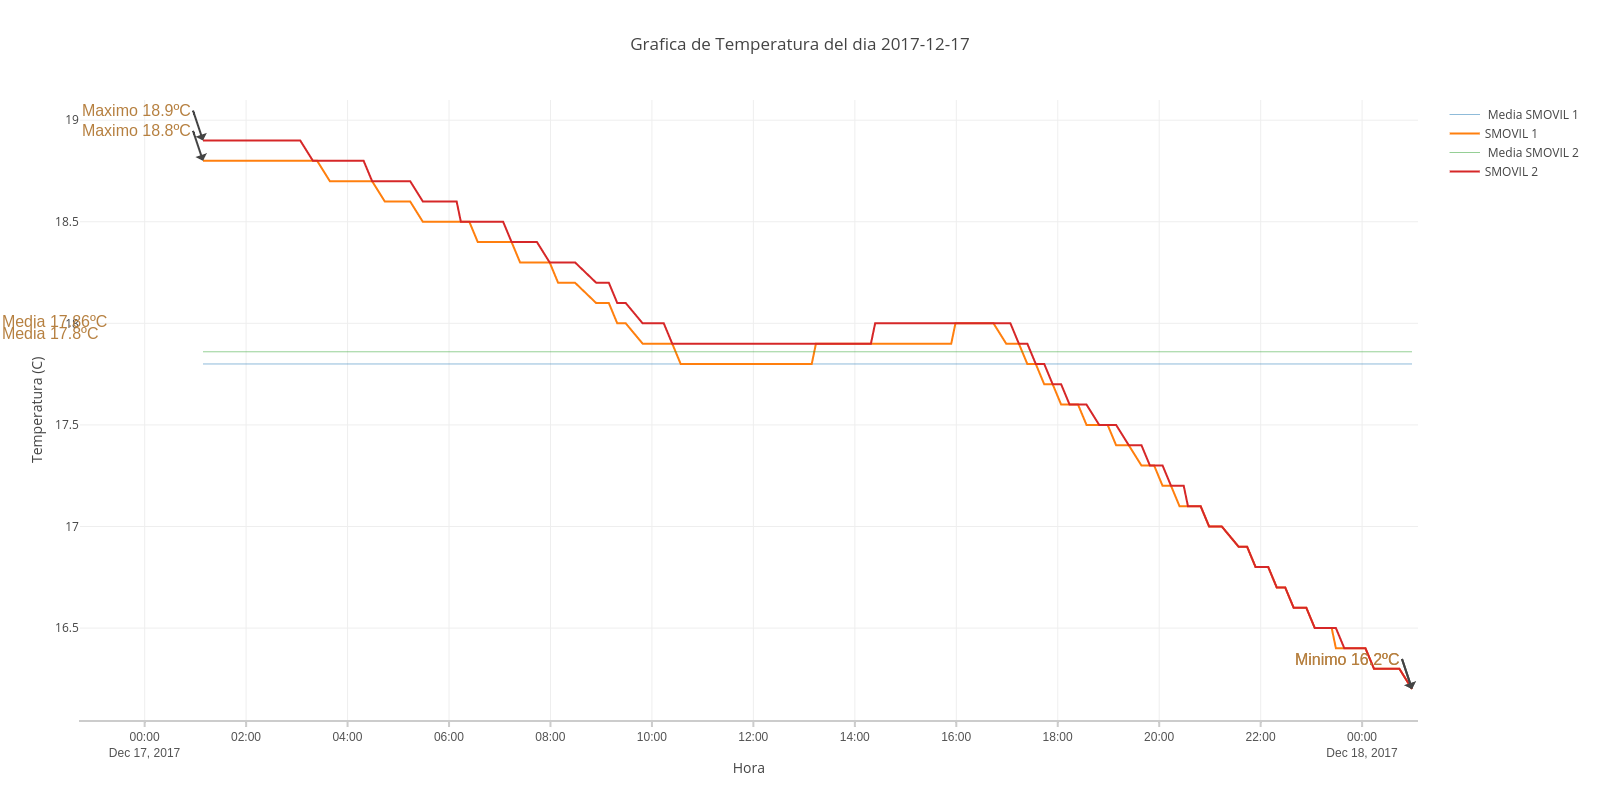 Grafica de Temperatura del dia 2017-12-17
Maximo 18.9ºC
Maximo 18.8ºC
Media SMOVIL 1
SMOVIL 1
Media SMOVIL 2
SMOVIL 2
19
18.5
Media 17.86ºC
18
Media 17.8ºC
17.5
17
16.5
Temperatura (C)
Minimo 16.2ºC
00:00
02:00
04:00
06:00
08:00
10:00
12:00
14:00
16:00
18:00
20:00
22:00
00:00
Dec 17, 2017
Dec 18, 2017
Hora